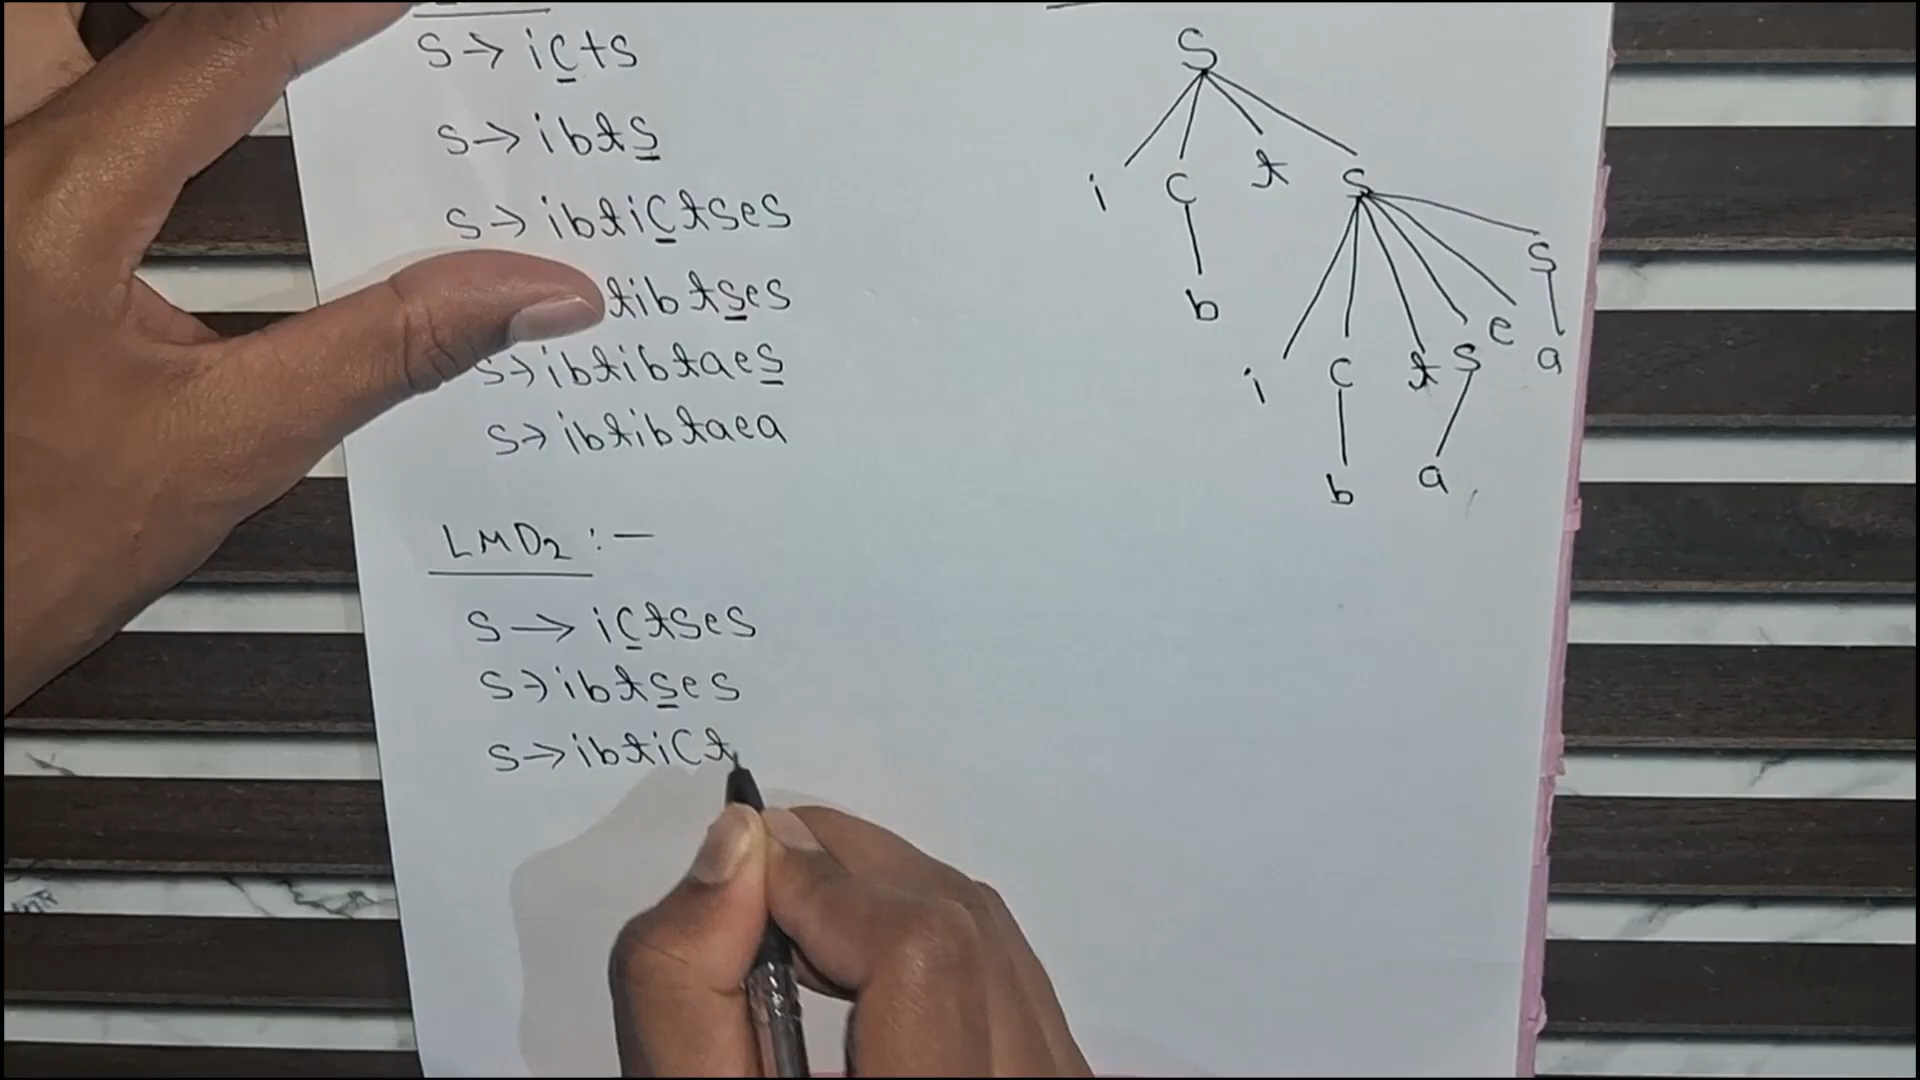 S → icts
S → ibts
S → ibtictses
tibtses
S → ibtibtaes
S → ibtibtaea
LMD2 : —
S → ictses
S → ibtses
S → ibtict
S
i C t S
b
i C t S e S
b a a